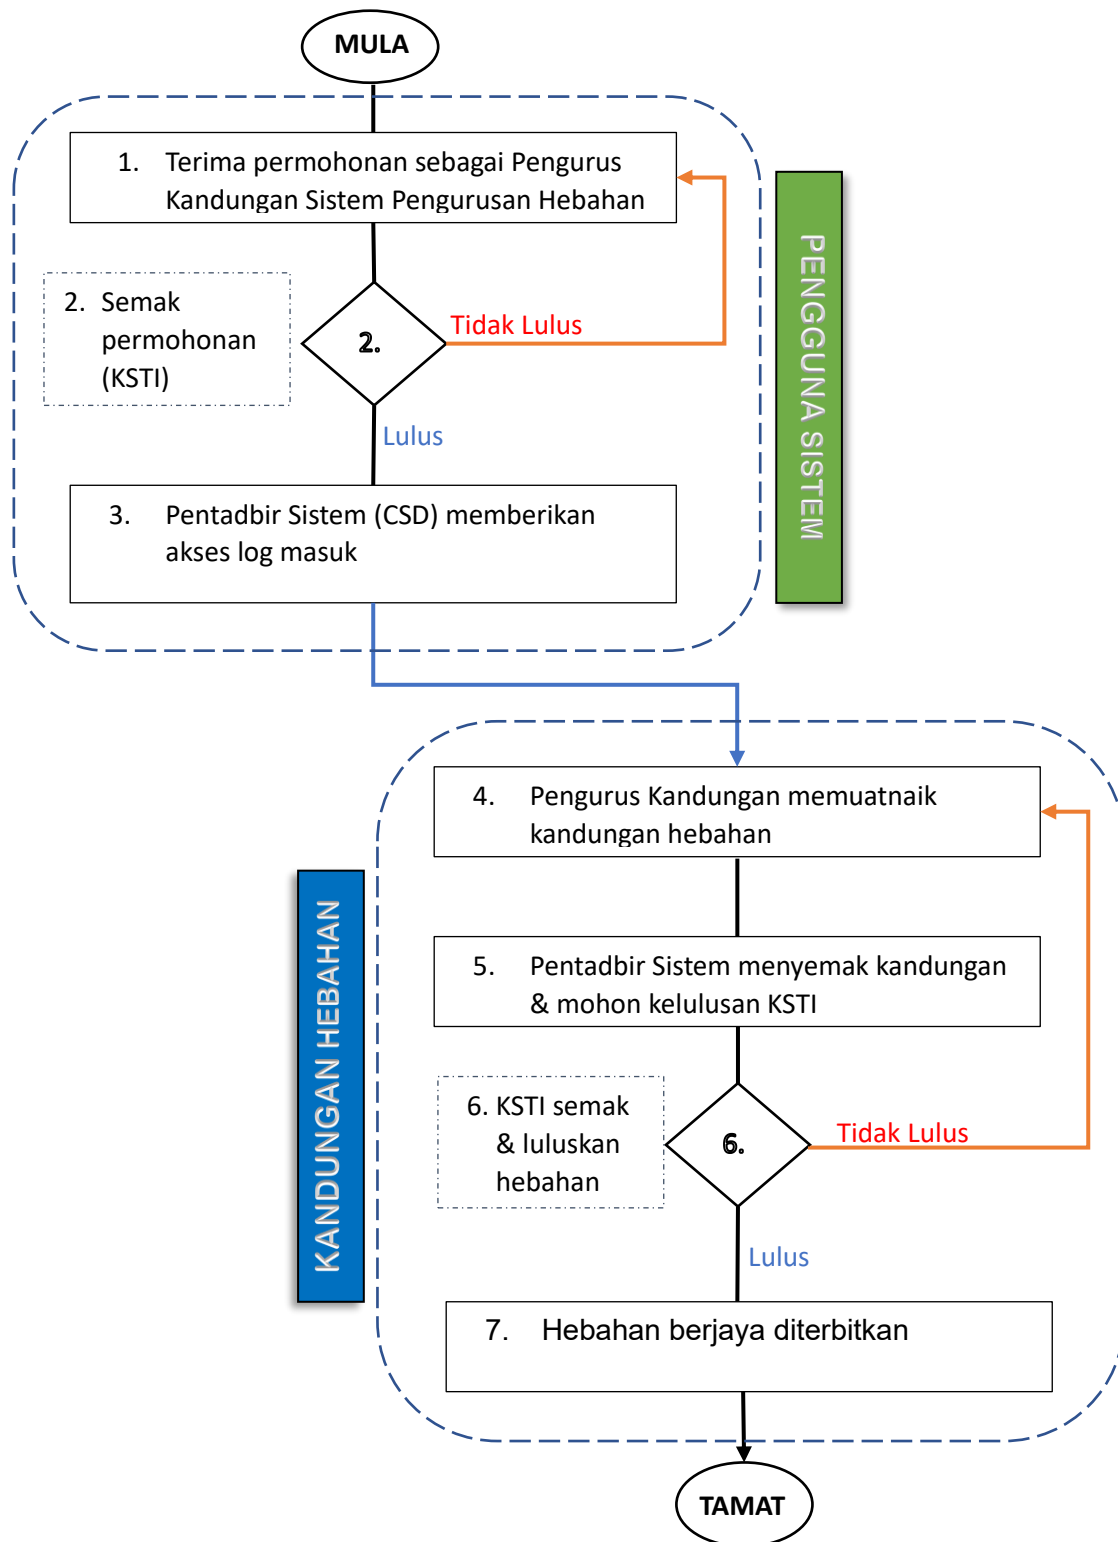 MULA
1. Terima permohonan sebagai Pengurus
Kandungan Sistem Pengurusan Hebahan
PENGGUNA SISTEM
2. Semak
permohonan
(KSTI)
2.
Tidak Lulus
Lulus
3. Pentadbir Sistem (CSD) memberikan
akses log masuk
4. Pengurus Kandungan memuatnaik
kandungan hebahan
KANDUNGAN HEBAHAN
5. Pentadbir Sistem menyemak kandungan
& mohon kelulusan KSTI
6. KSTI semak
& luluskan
hebahan
6.
Tidak Lulus
Lulus
7. Hebahan berjaya diterbitkan
TAMAT